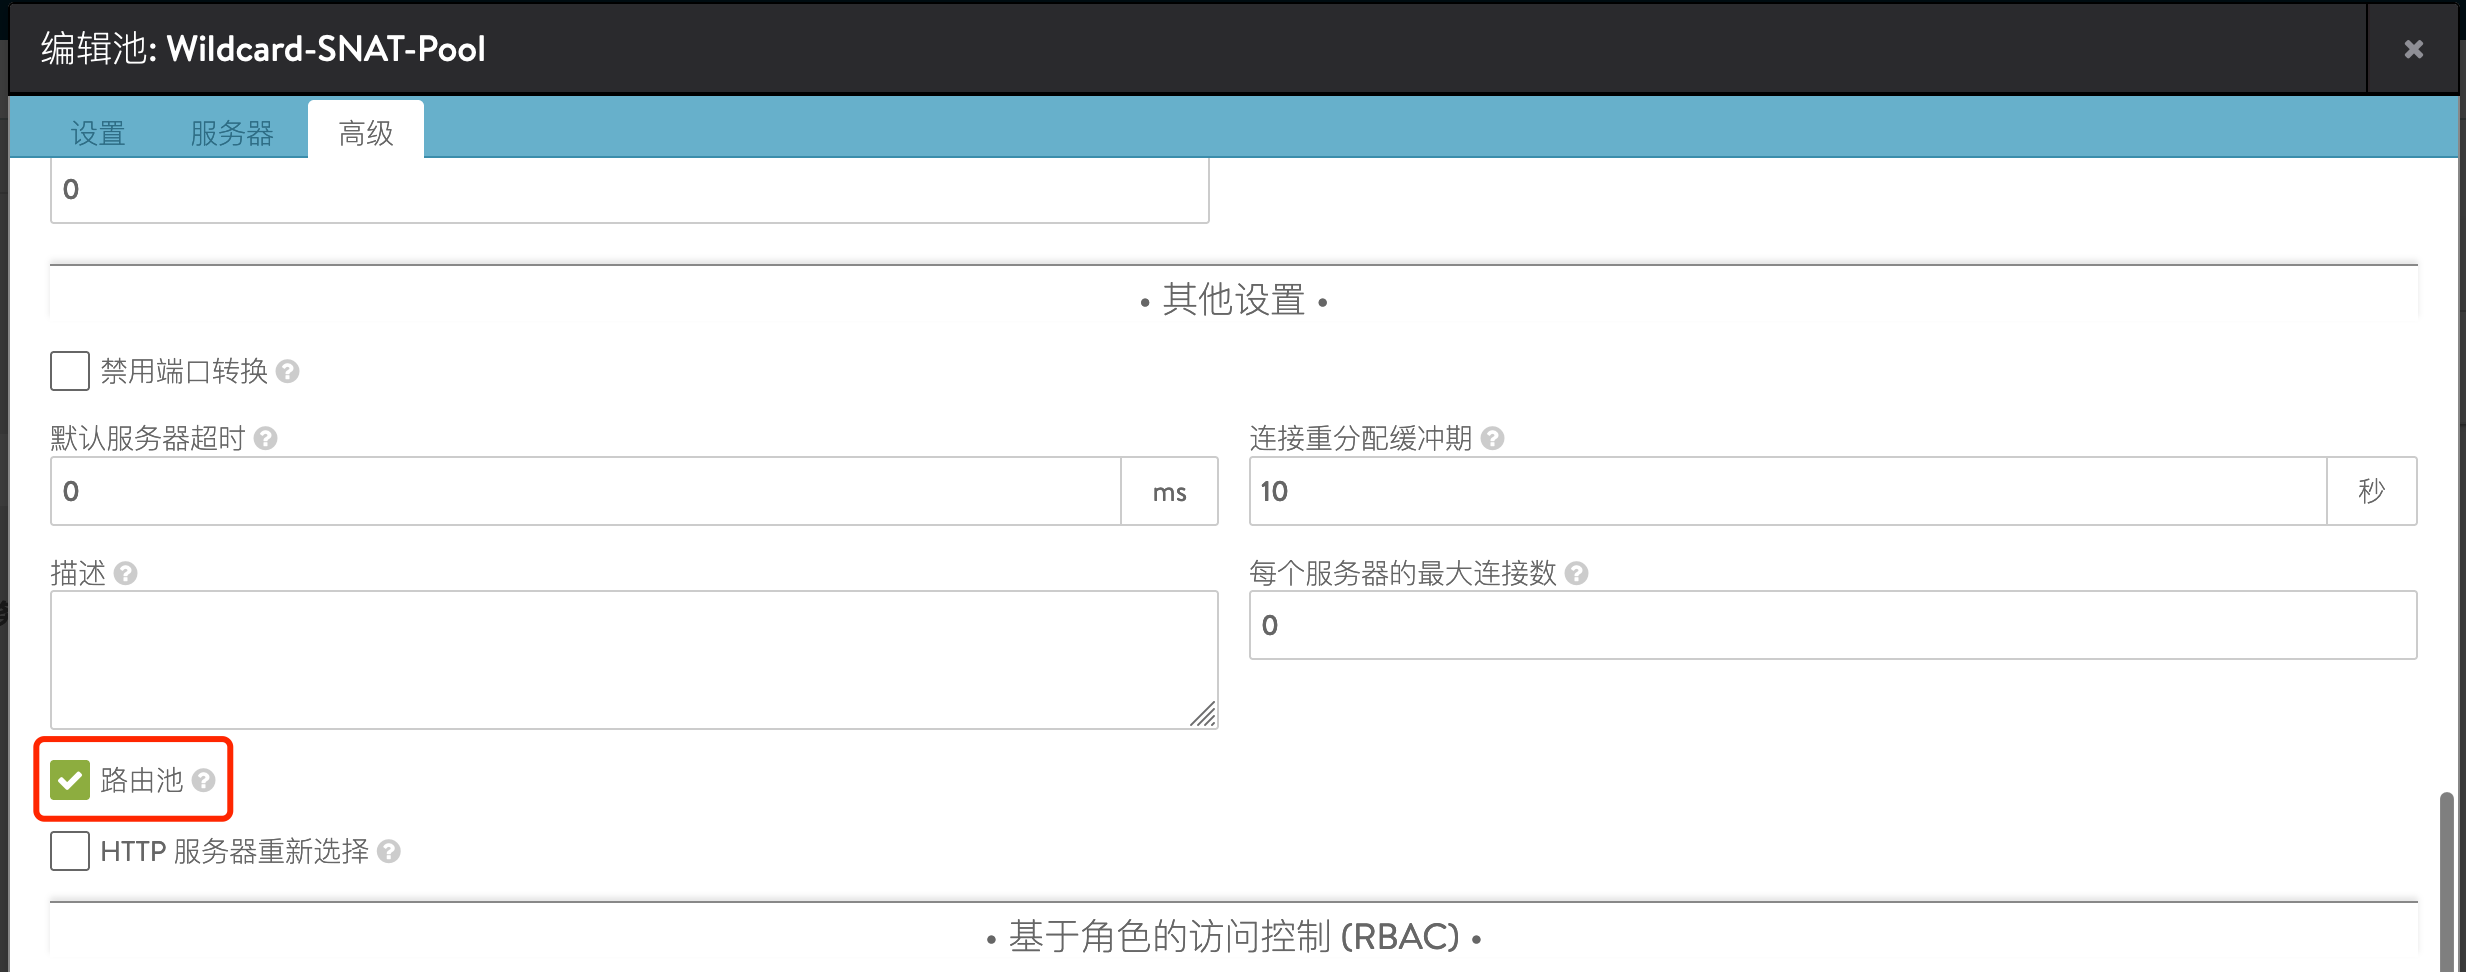 编辑池: Wildcard-SNAT-Pool
设置 服务器 高级
0
• 其他设置 •
禁用端口转换
默认服务器超时 连接重分配缓冲期
0 ms 10 秒
描述 每个服务器的最大连接数
0
路由池
HTTP 服务器重新选择
• 基于角色的访问控制 (RBAC) •